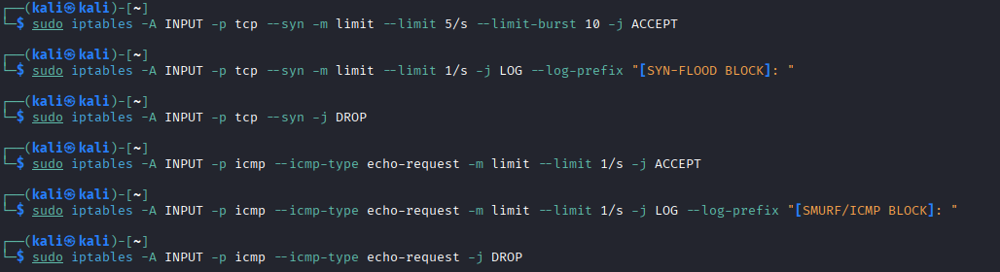 ┌──(kali㉿kali)-[~]
└─$ sudo iptables -A INPUT -p tcp --syn -m limit --limit 5/s --limit-burst 10 -j ACCEPT
┌──(kali㉿kali)-[~]
└─$ sudo iptables -A INPUT -p tcp --syn -m limit --limit 1/s -j LOG --log-prefix "[SYN-FLOOD BLOCK]: "
┌──(kali㉿kali)-[~]
└─$ sudo iptables -A INPUT -p tcp --syn -j DROP
┌──(kali㉿kali)-[~]
└─$ sudo iptables -A INPUT -p icmp --icmp-type echo-request -m limit --limit 1/s -j ACCEPT
┌──(kali㉿kali)-[~]
└─$ sudo iptables -A INPUT -p icmp --icmp-type echo-request -m limit --limit 1/s -j LOG --log-prefix "[SMURF/ICMP BLOCK]: "
┌──(kali㉿kali)-[~]
└─$ sudo iptables -A INPUT -p icmp --icmp-type echo-request -j DROP